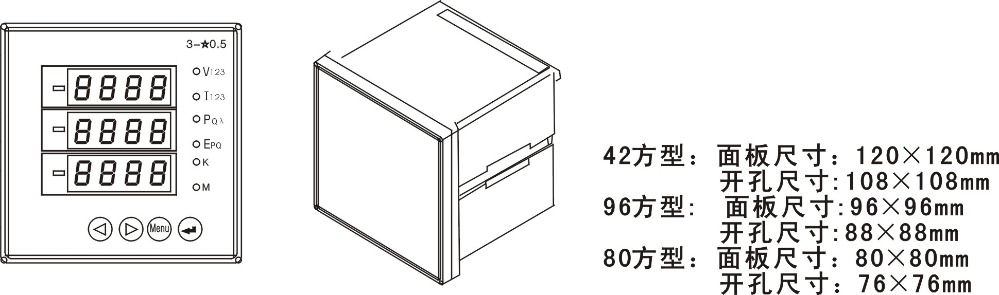 3-☆0.5
8888
8888
8888
V123
I123
PQλ
EPQ
K
M
Menu
42方型：面板尺寸：120×120mm
开孔尺寸:108×108mm
96方型: 面板尺寸:96×96mm
开孔尺寸:88×88mm
80方型：面板尺寸：80×80mm
开孔尺寸：76×76mm